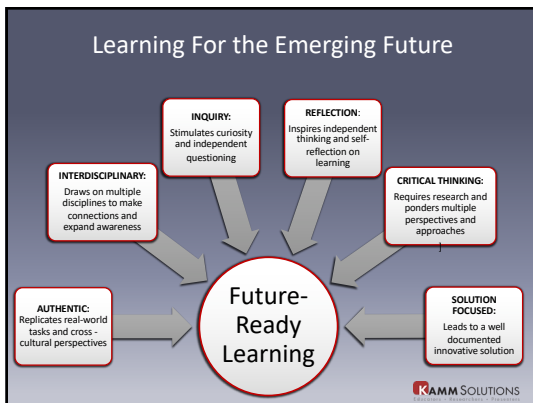 Learning For the Emerging Future
INQUIRY:
Stimulates curiosity
and independent
questioning
REFLECTION:
Inspires independent
thinking and self-
reflection on
learning
INTERDISCIPLINARY:
Draws on multiple
disciplines to make
connections and
expand awareness
CRITICAL THINKING:
Requires research and
ponders multiple
perspectives and
approaches
]
AUTHENTIC:
Replicates real-world
tasks and cross -
cultural perspectives
Future-
Ready
Learning
SOLUTION
FOCUSED:
Leads to a well
documented
innovative solution
KAMM SOLUTIONS
Educators • Researchers • Presenters